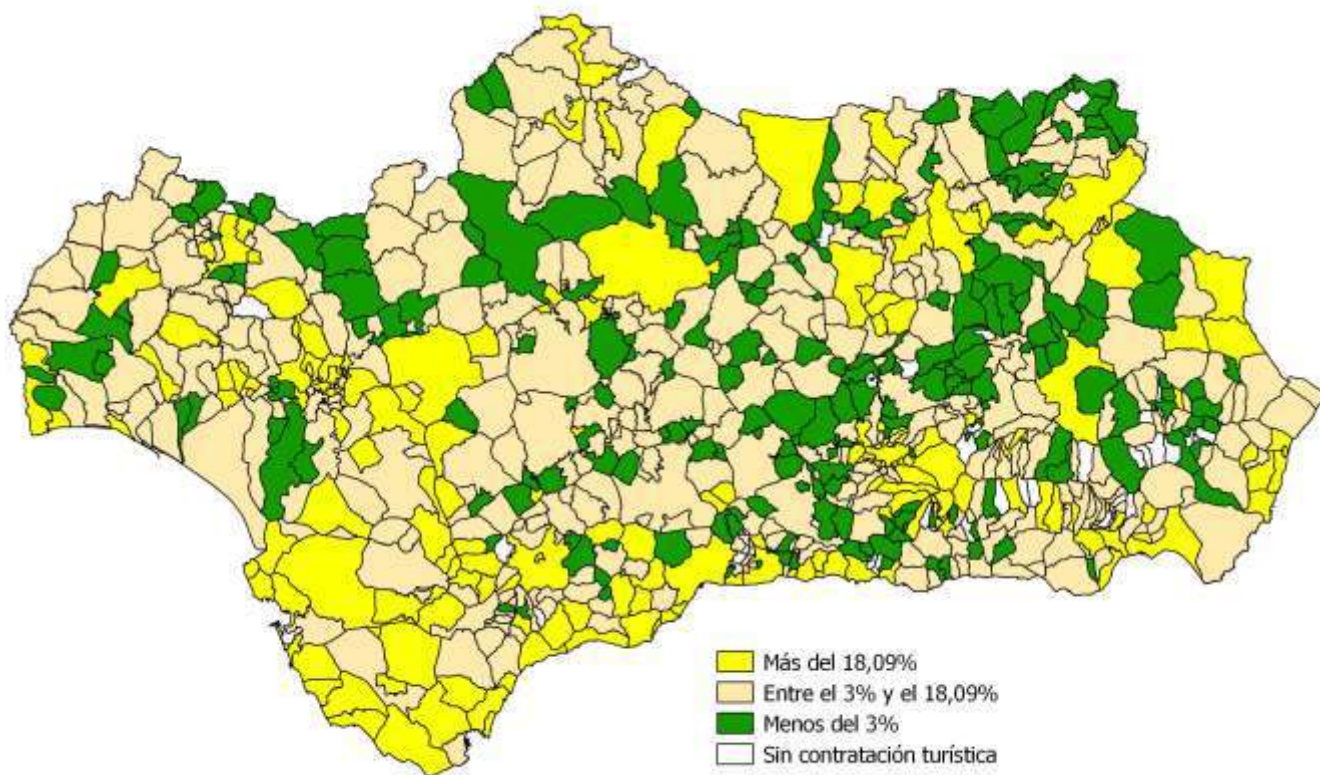 Más del 18,09%
Entre el 3% y el 18,09%
Menos del 3%
Sin contratación turística